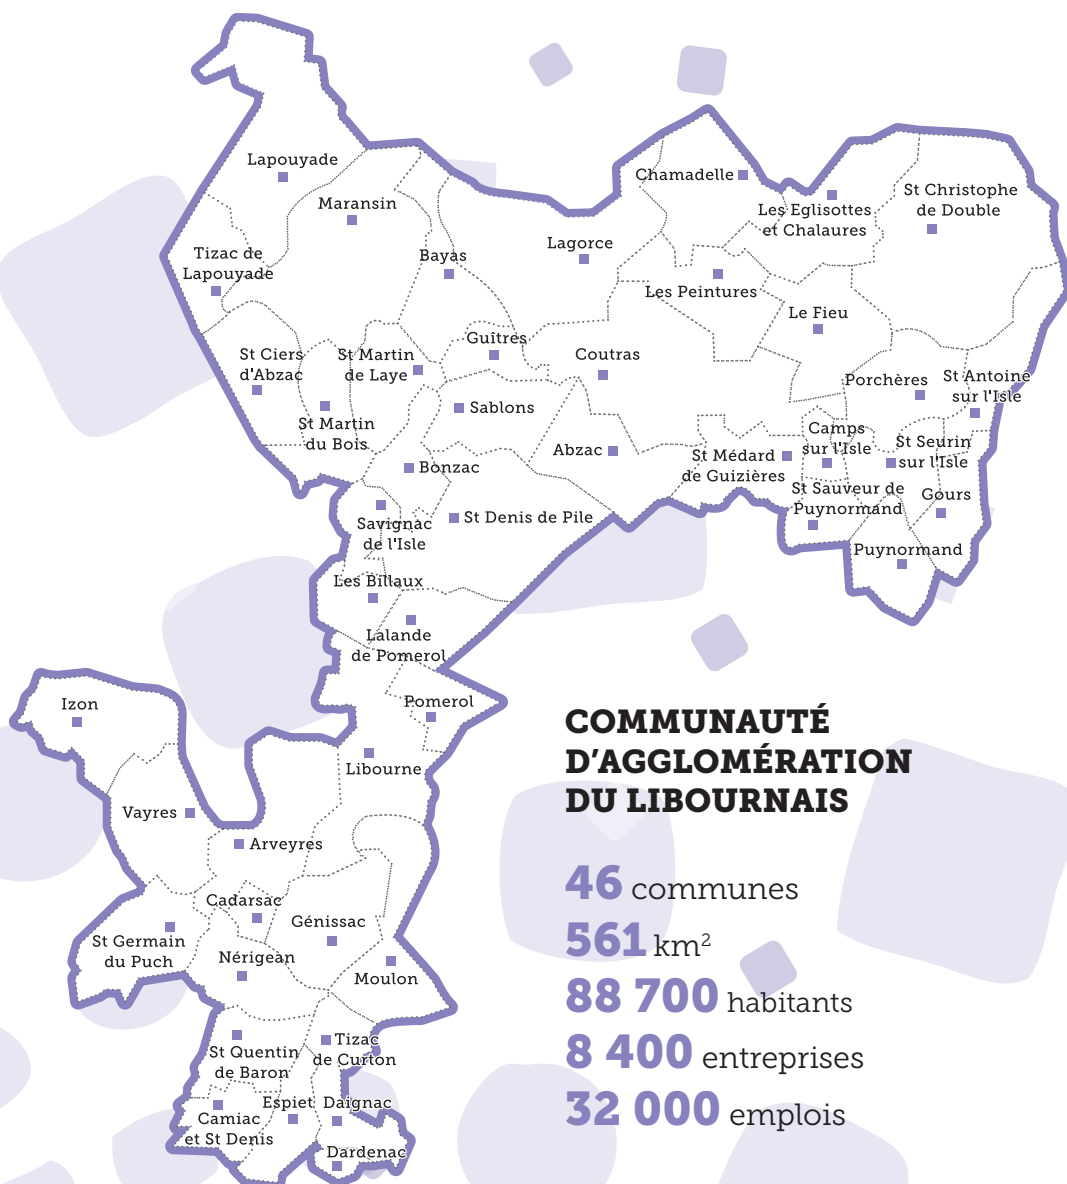 Lapouyade
Maransin
Chamadelle
Les Eglisottes
et Chalaures
St Christophe
de Double
Tizac de
Lapouyade
Bayas
Lagorce
Les Peintures
Le Fieu
St Ciers
d'Abzac
St Martin
de Laye
Guîtres
Coutras
Porchères
St Antoine
sur l'Isle
St Martin
du Bois
Sablons
Bonzac
Abzac
St Médard
de Guizières
Camps
sur l'Isle
St Seurin
sur l'Isle
St Sauveur de
Puynormand
Gours
Savignac
de l'Isle
St Denis de Pile
Puynormand
Les Billaux
Lalande
de Pomerol
Izon
Pomerol
Libourne
Vayres
Arveyres
Cadarsac
Génissac
St Germain
du Puch
Nérigean
Moulon
St Quentin
de Baron
Tizac
de Curton
Camiac
et St Denis
Espiet
Daignac
Dardenac
COMMUNAUTÉ
D'AGGLOMÉRATION
DU LIBOURNAIS
46 communes
561 km²
88 700 habitants
8 400 entreprises
32 000 emplois